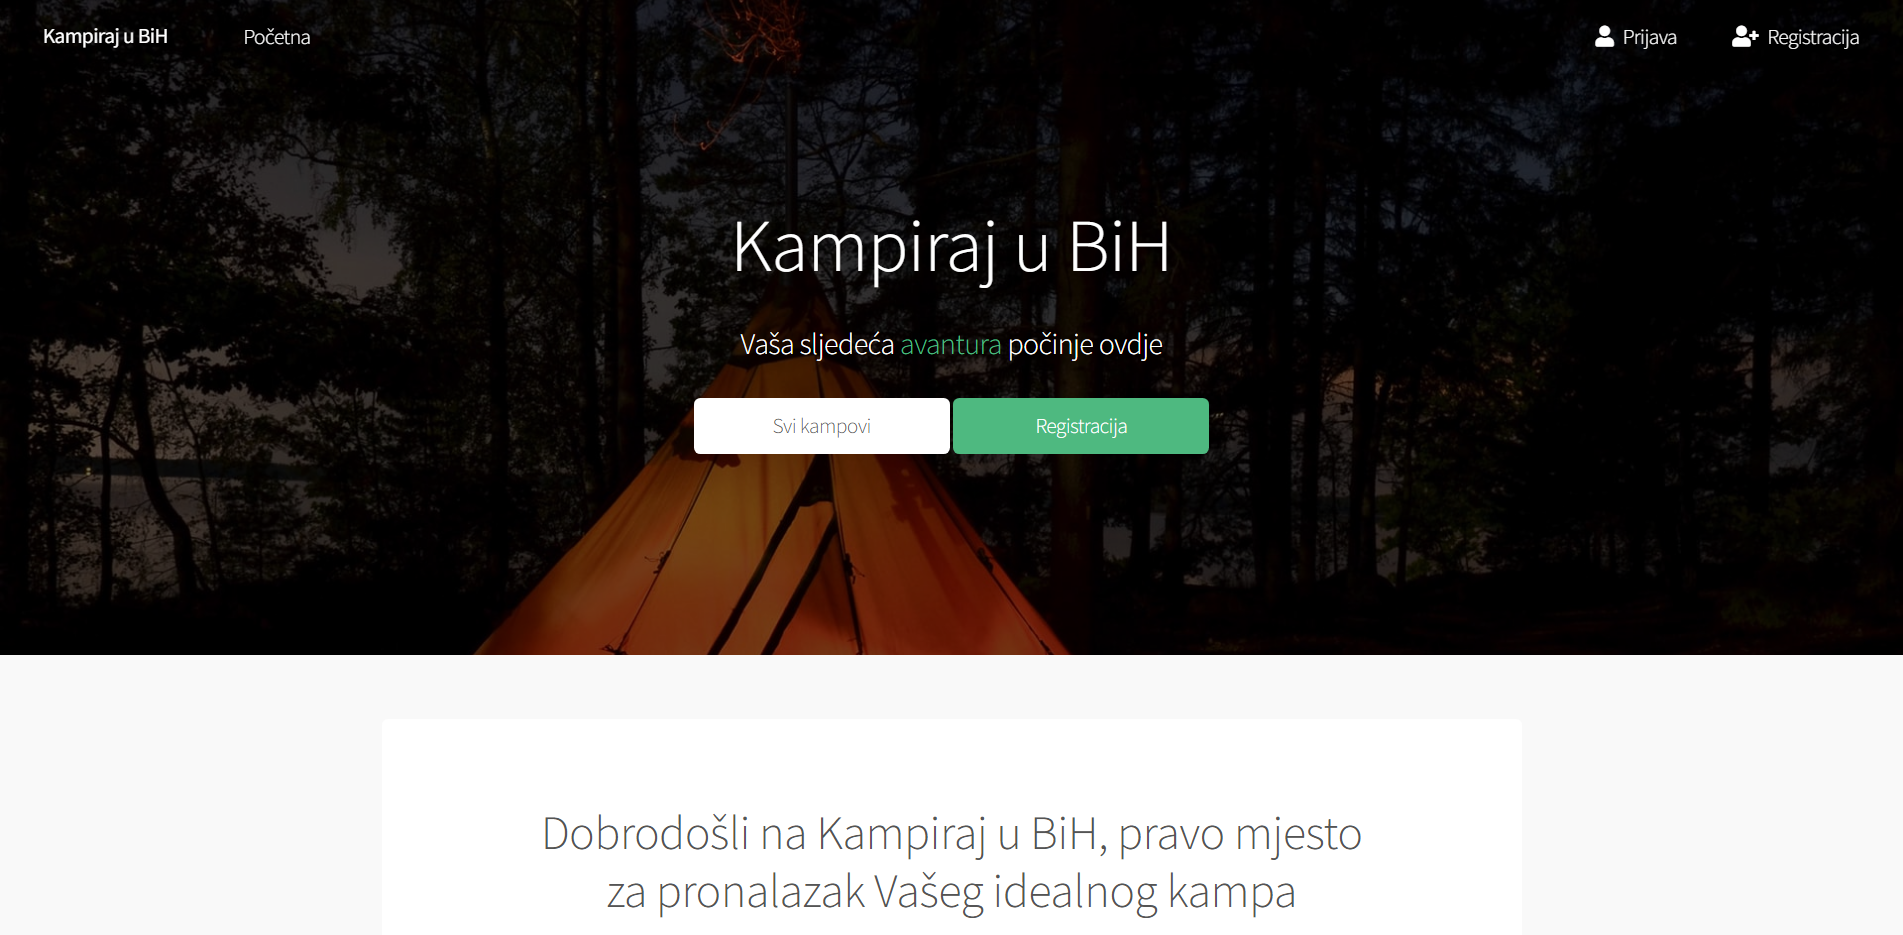 Kampiraj u BiH
Početna
Prijava
Registracija
Kampiraj u BiH
Vaša sljedeća avantura počinje ovdje
Svi kampovi
Registracija
Dobrodošli na Kampiraj u BiH, pravo mjesto
za pronalazak Vašeg idealnog kampa